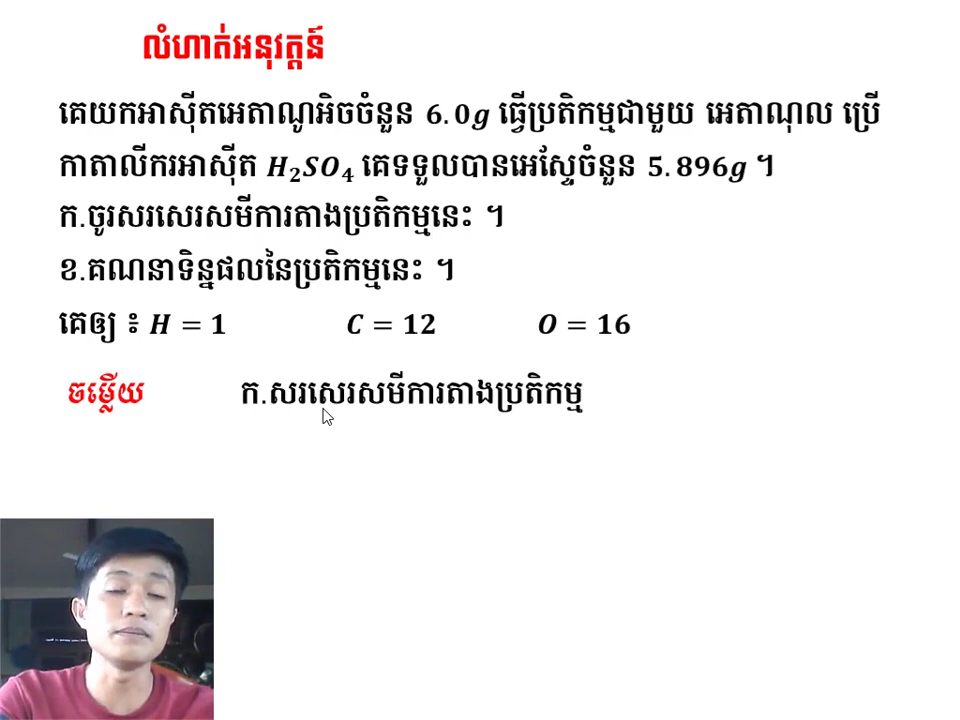 លំហាត់អនុវត្តន៍
គេយកអាស៊ីតអេតាណូអិចចំនួន 6.0g ធ្វើប្រតិកម្មជាមួយ អេតាណុល ប្រើ
កាតាលីករអាស៊ីត H₂SO₄ គេទទួលបានអេស្ទែចំនួន 5.896g ។
ក.ចូរសរសេរសមីការតាងប្រតិកម្មនេះ ។
ខ.គណនាទិន្នផលនៃប្រតិកម្មនេះ ។
គេឲ្យ ៖ H = 1 C = 12 O = 16
ចម្លើយ ក.សរសេរសមីការតាងប្រតិកម្ម